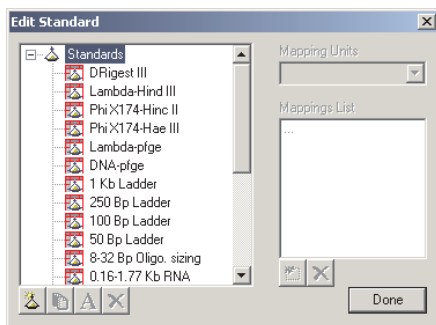 Edit Standard
Standards
DRigest III
Lambda-Hind III
Phi X174-Hinc II
Phi X174-Hae III
Lambda-pfge
DNA-pfge
1 Kb Ladder
250 Bp Ladder
100 Bp Ladder
50 Bp Ladder
8-32 Bp Oligo. sizing
0.16-1.77 Kb RNA
Mapping Units
Mappings List
...
Done